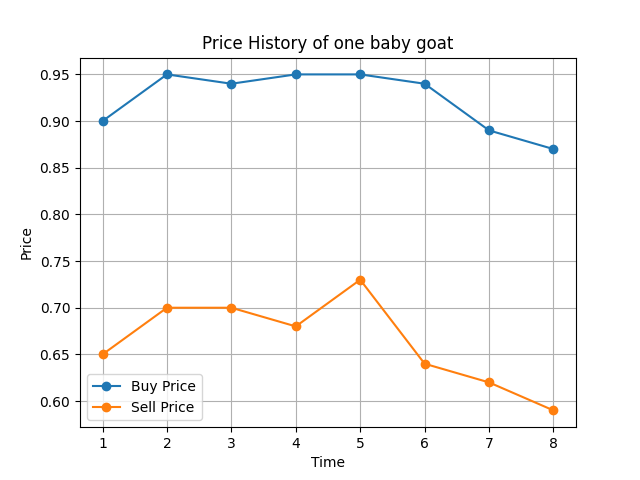 Price History of one baby goat
Price
0.95
0.90
0.85
0.80
0.75
0.70
0.65
0.60
Buy Price
Sell Price
1 2 3 4 5 6 7 8
Time